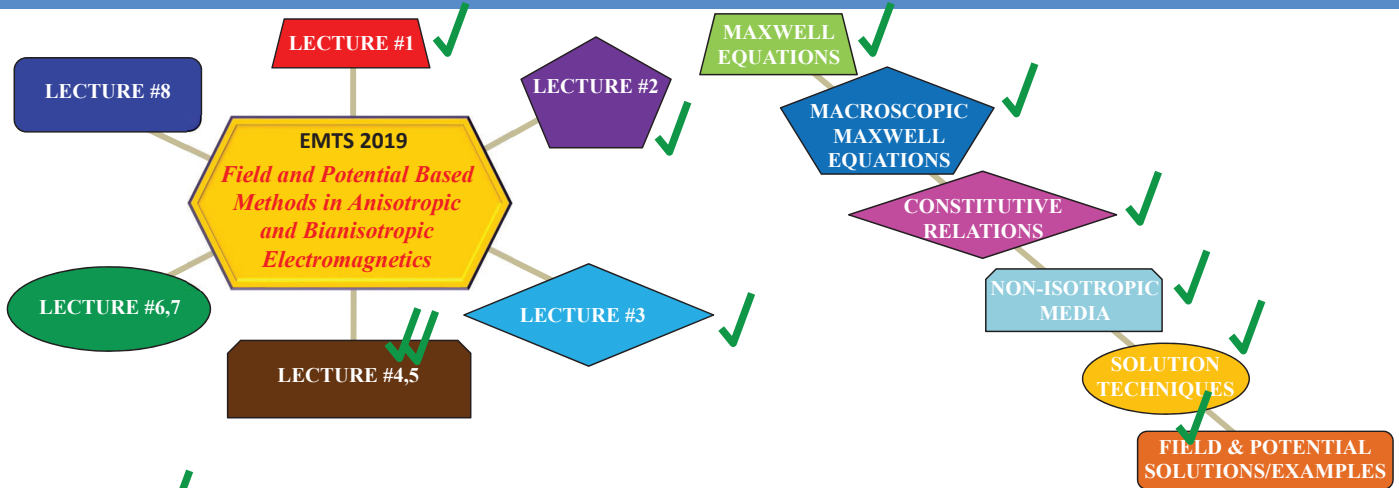 LECTURE #1
LECTURE #8
LECTURE #2
EMTS 2019
Field and Potential Based
Methods in Anisotropic
and Bianisotropic
Electromagnetics
LECTURE #6,7
LECTURE #3
LECTURE #4,5
MAXWELL
EQUATIONS
MACROSCOPIC
MAXWELL
EQUATIONS
CONSTITUTIVE
RELATIONS
NON-ISOTROPIC
MEDIA
SOLUTION
TECHNIQUES
FIELD & POTENTIAL
SOLUTIONS/EXAMPLES